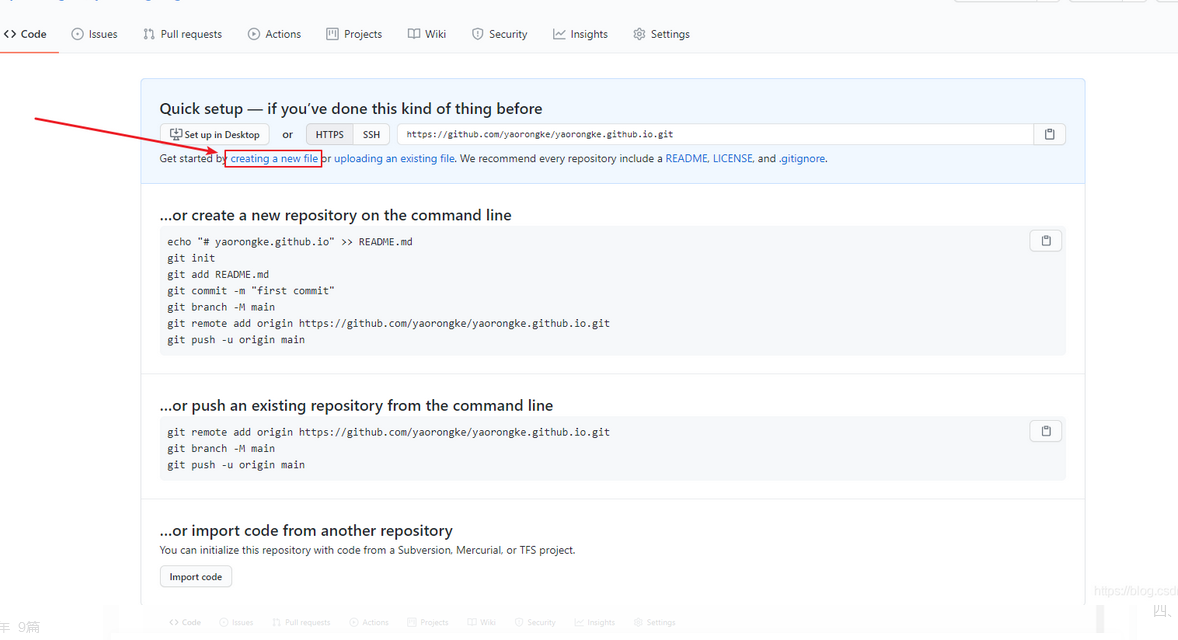 Code Issues Pull requests Actions Projects Wiki Security Insights Settings
Quick setup — if you've done this kind of thing before
Set up in Desktop or HTTPS SSH https://github.com/yaorongke/yaorongke.github.io.git
Get started by creating a new file or uploading an existing file. We recommend every repository include a README, LICENSE, and .gitignore.
...or create a new repository on the command line
echo "# yaorongke.github.io" >> README.md
git init
git add README.md
git commit -m "first commit"
git branch -M main
git remote add origin https://github.com/yaorongke/yaorongke.github.io.git
git push -u origin main
...or push an existing repository from the command line
git remote add origin https://github.com/yaorongke/yaorongke.github.io.git
git branch -M main
git push -u origin main
...or import code from another repository
You can initialize this repository with code from a Subversion, Mercurial, or TFS project.
Import code
https://blog.csd
四、
Code Issues Pull requests Actions Projects Wiki Security Insights Settings
年 9篇